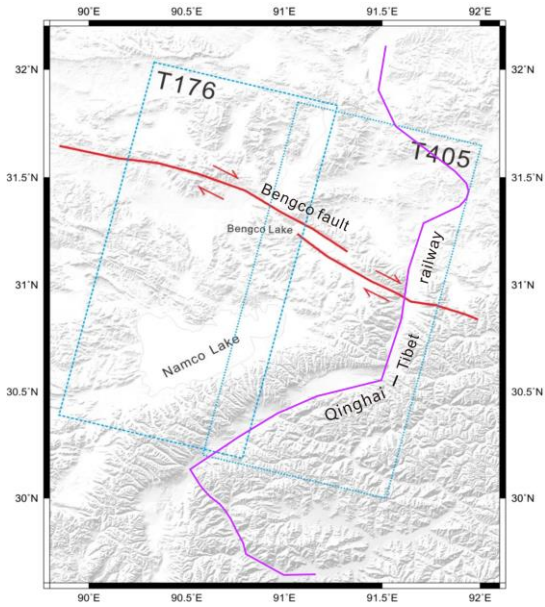 90°E 90.5°E 91°E 91.5°E 92°E
32°N 32°N
T176
T405
31.5°N 31.5°N
Bengco fault
Bengco Lake
railway
31°N 31°N
Namco Lake
Tibet
30.5°N 30.5°N
Qinghai –
30°N 30°N
90°E 90.5°E 91°E 91.5°E 92°E